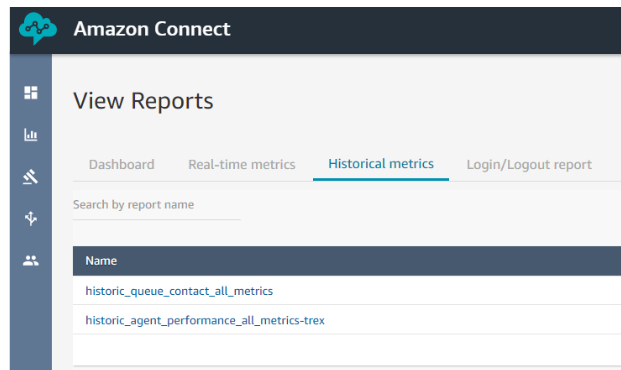 Amazon Connect
View Reports
Dashboard Real-time metrics Historical metrics Login/Logout report
Search by report name
Name
historic_queue_contact_all_metrics
historic_agent_performance_all_metrics-trex